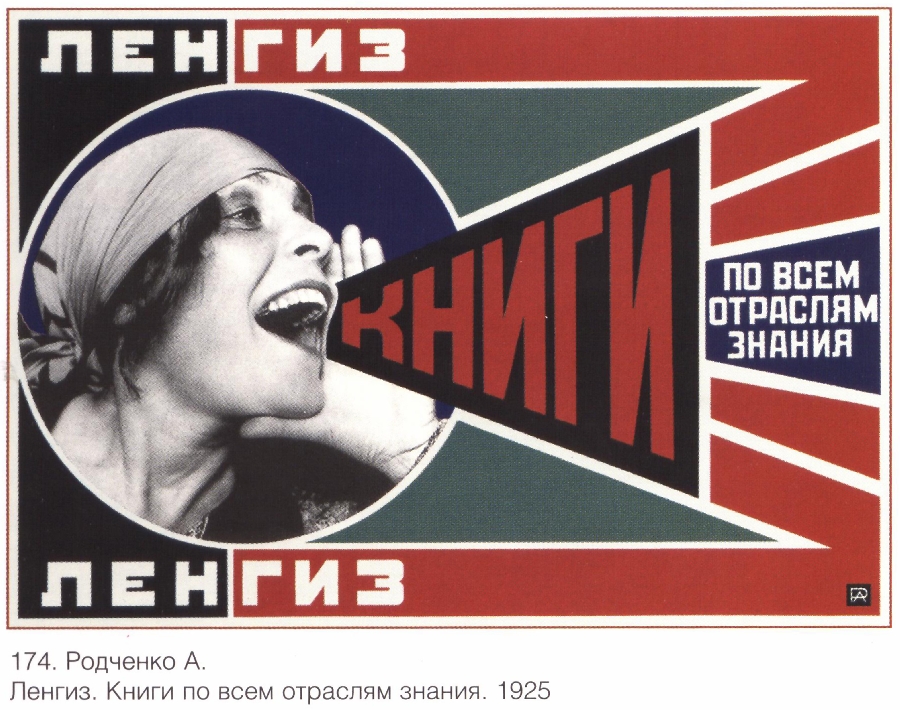 ЛЕНГИЗ
КНИГИ
ПО ВСЕМ
ОТРАСЛЯМ
ЗНАНИЯ
ЛЕНГИЗ
174. Родченко А.
Ленгиз. Книги по всем отраслям знания. 1925